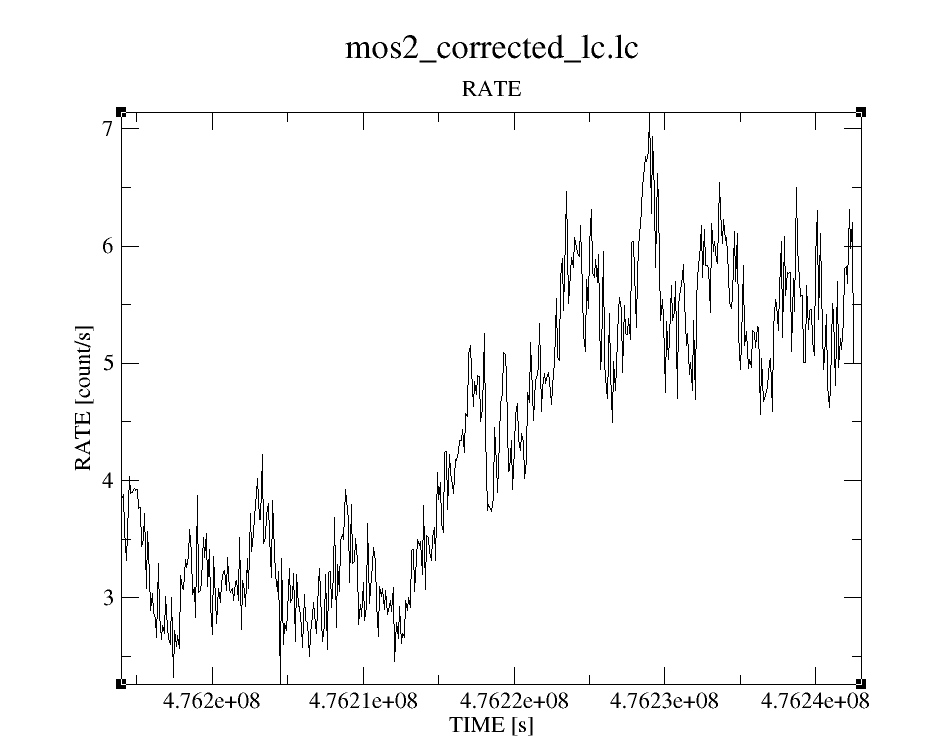 mos2_corrected_lc.lc
RATE
7
6
5
4
3
RATE [count/s]
4.762e+08 4.7621e+08 4.7622e+08 4.7623e+08 4.7624e+08
TIME [s]